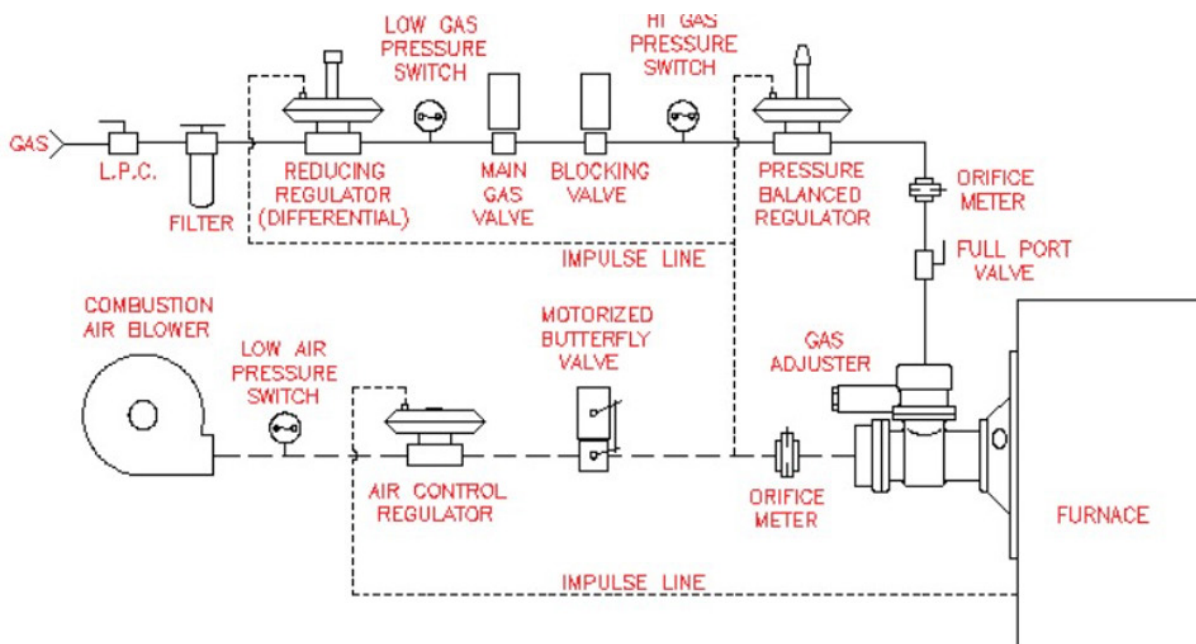 LOW GAS
PRESSURE
SWITCH
HI GAS
PRESSURE
SWITCH
GAS
L.P.C.
FILTER
REDUCING
REGULATOR
(DIFFERENTIAL)
MAIN
GAS
VALVE
BLOCKING
VALVE
PRESSURE
BALANCED
REGULATOR
ORIFICE
METER
IMPULSE LINE
FULL PORT
VALVE
COMBUSTION
AIR BLOWER
LOW AIR
PRESSURE
SWITCH
MOTORIZED
BUTTERFLY
VALVE
GAS
ADJUSTER
AIR CONTROL
REGULATOR
ORIFICE
METER
FURNACE
IMPULSE LINE